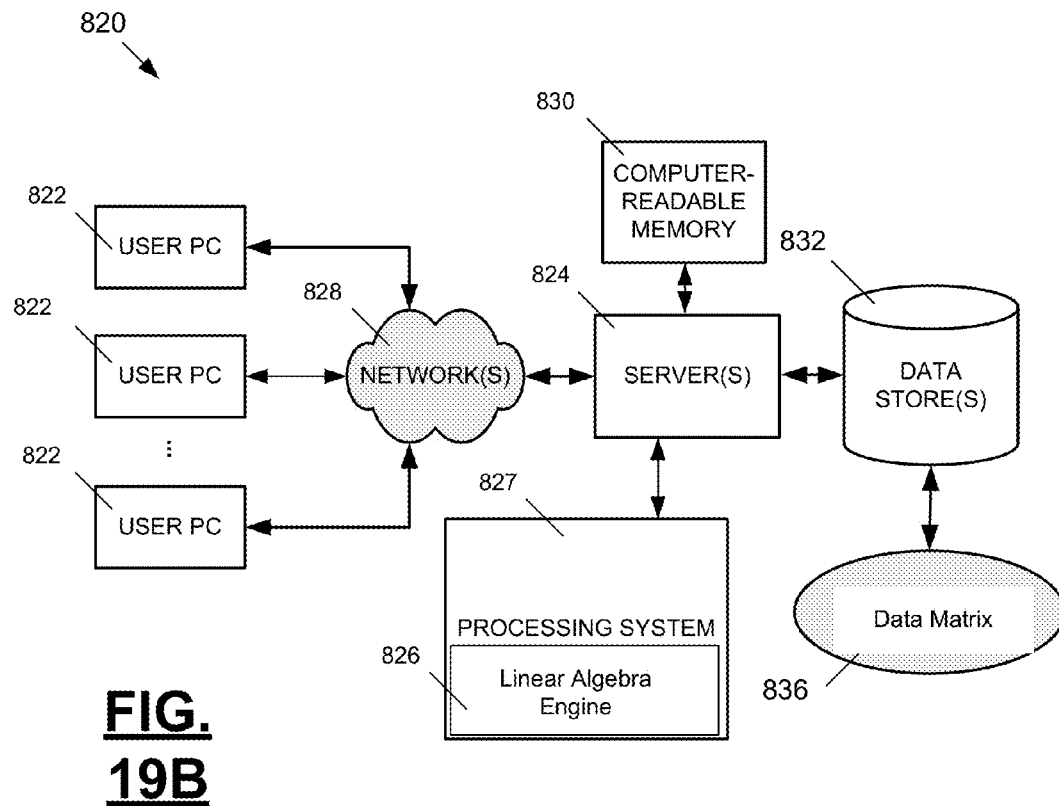 820
830
COMPUTER-
READABLE
MEMORY
822
USER PC
832
828
824
822
USER PC
NETWORK(S)
SERVER(S)
DATA
STORE(S)
...
822
USER PC
827
PROCESSING SYSTEM
826
Linear Algebra
Engine
Data Matrix
836
FIG.
19B